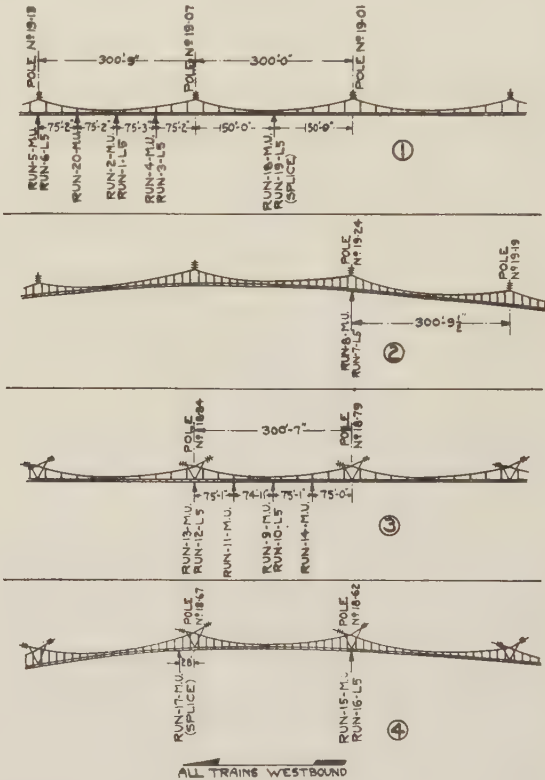 POLE Nº 19-13
POLE Nº 19-07
POLE Nº 19-01
300'-9"
300'-0"
75'-2"
75'-2"
75'-3"
75'-2"
150'-0"
150'-0"
RUN-5-M.U.
RUN-6-L5
RUN-20-M.U.
RUN-2-M.U.
RUN-1-L5
RUN-4-M.U.
RUN-3-L5
RUN-18-M.U.
RUN-19-L5
(SPLICE)
1
POLE
Nº 19-24
POLE
Nº 19-19
RUN-8-M.U.
RUN-7-L5
300'-9½"
2
POLE
Nº 18-84
POLE
Nº 18-79
300'-7"
75'-1"
74'-11"
75'-1"
75'-0"
RUN-13-M.U.
RUN-12-L5
RUN-11-M.U.
RUN-9-M.U.
RUN-10-L5
RUN-14-M.U.
3
POLE
Nº 18-67
POLE
Nº 18-62
28'
RUN-17-M.U.
(SPLICE)
RUN-15-M.U.
RUN-16-L5
4
ALL TRAINS WESTBOUND